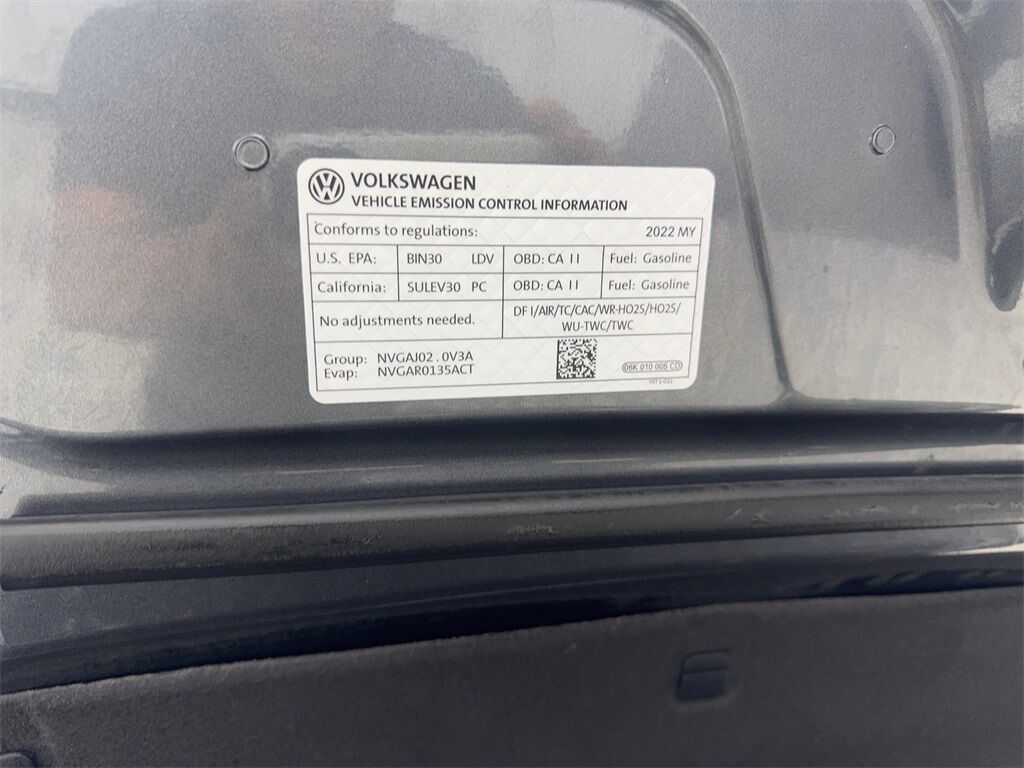 VOLKSWAGEN
VEHICLE EMISSION CONTROL INFORMATION
Conforms to regulations: 2022 MY
U.S. EPA: BIN30 LDV OBD: CA II Fuel: Gasoline
California: SULEV30 PC OBD: CA II Fuel: Gasoline
No adjustments needed. DF I/AIR/TC/CAC/WR-HO2S/HO2S/
WU-TWC/TWC
Group: NVGAJ02.0V3A
Evap: NVGAR0135ACT
06K 010 005 CD